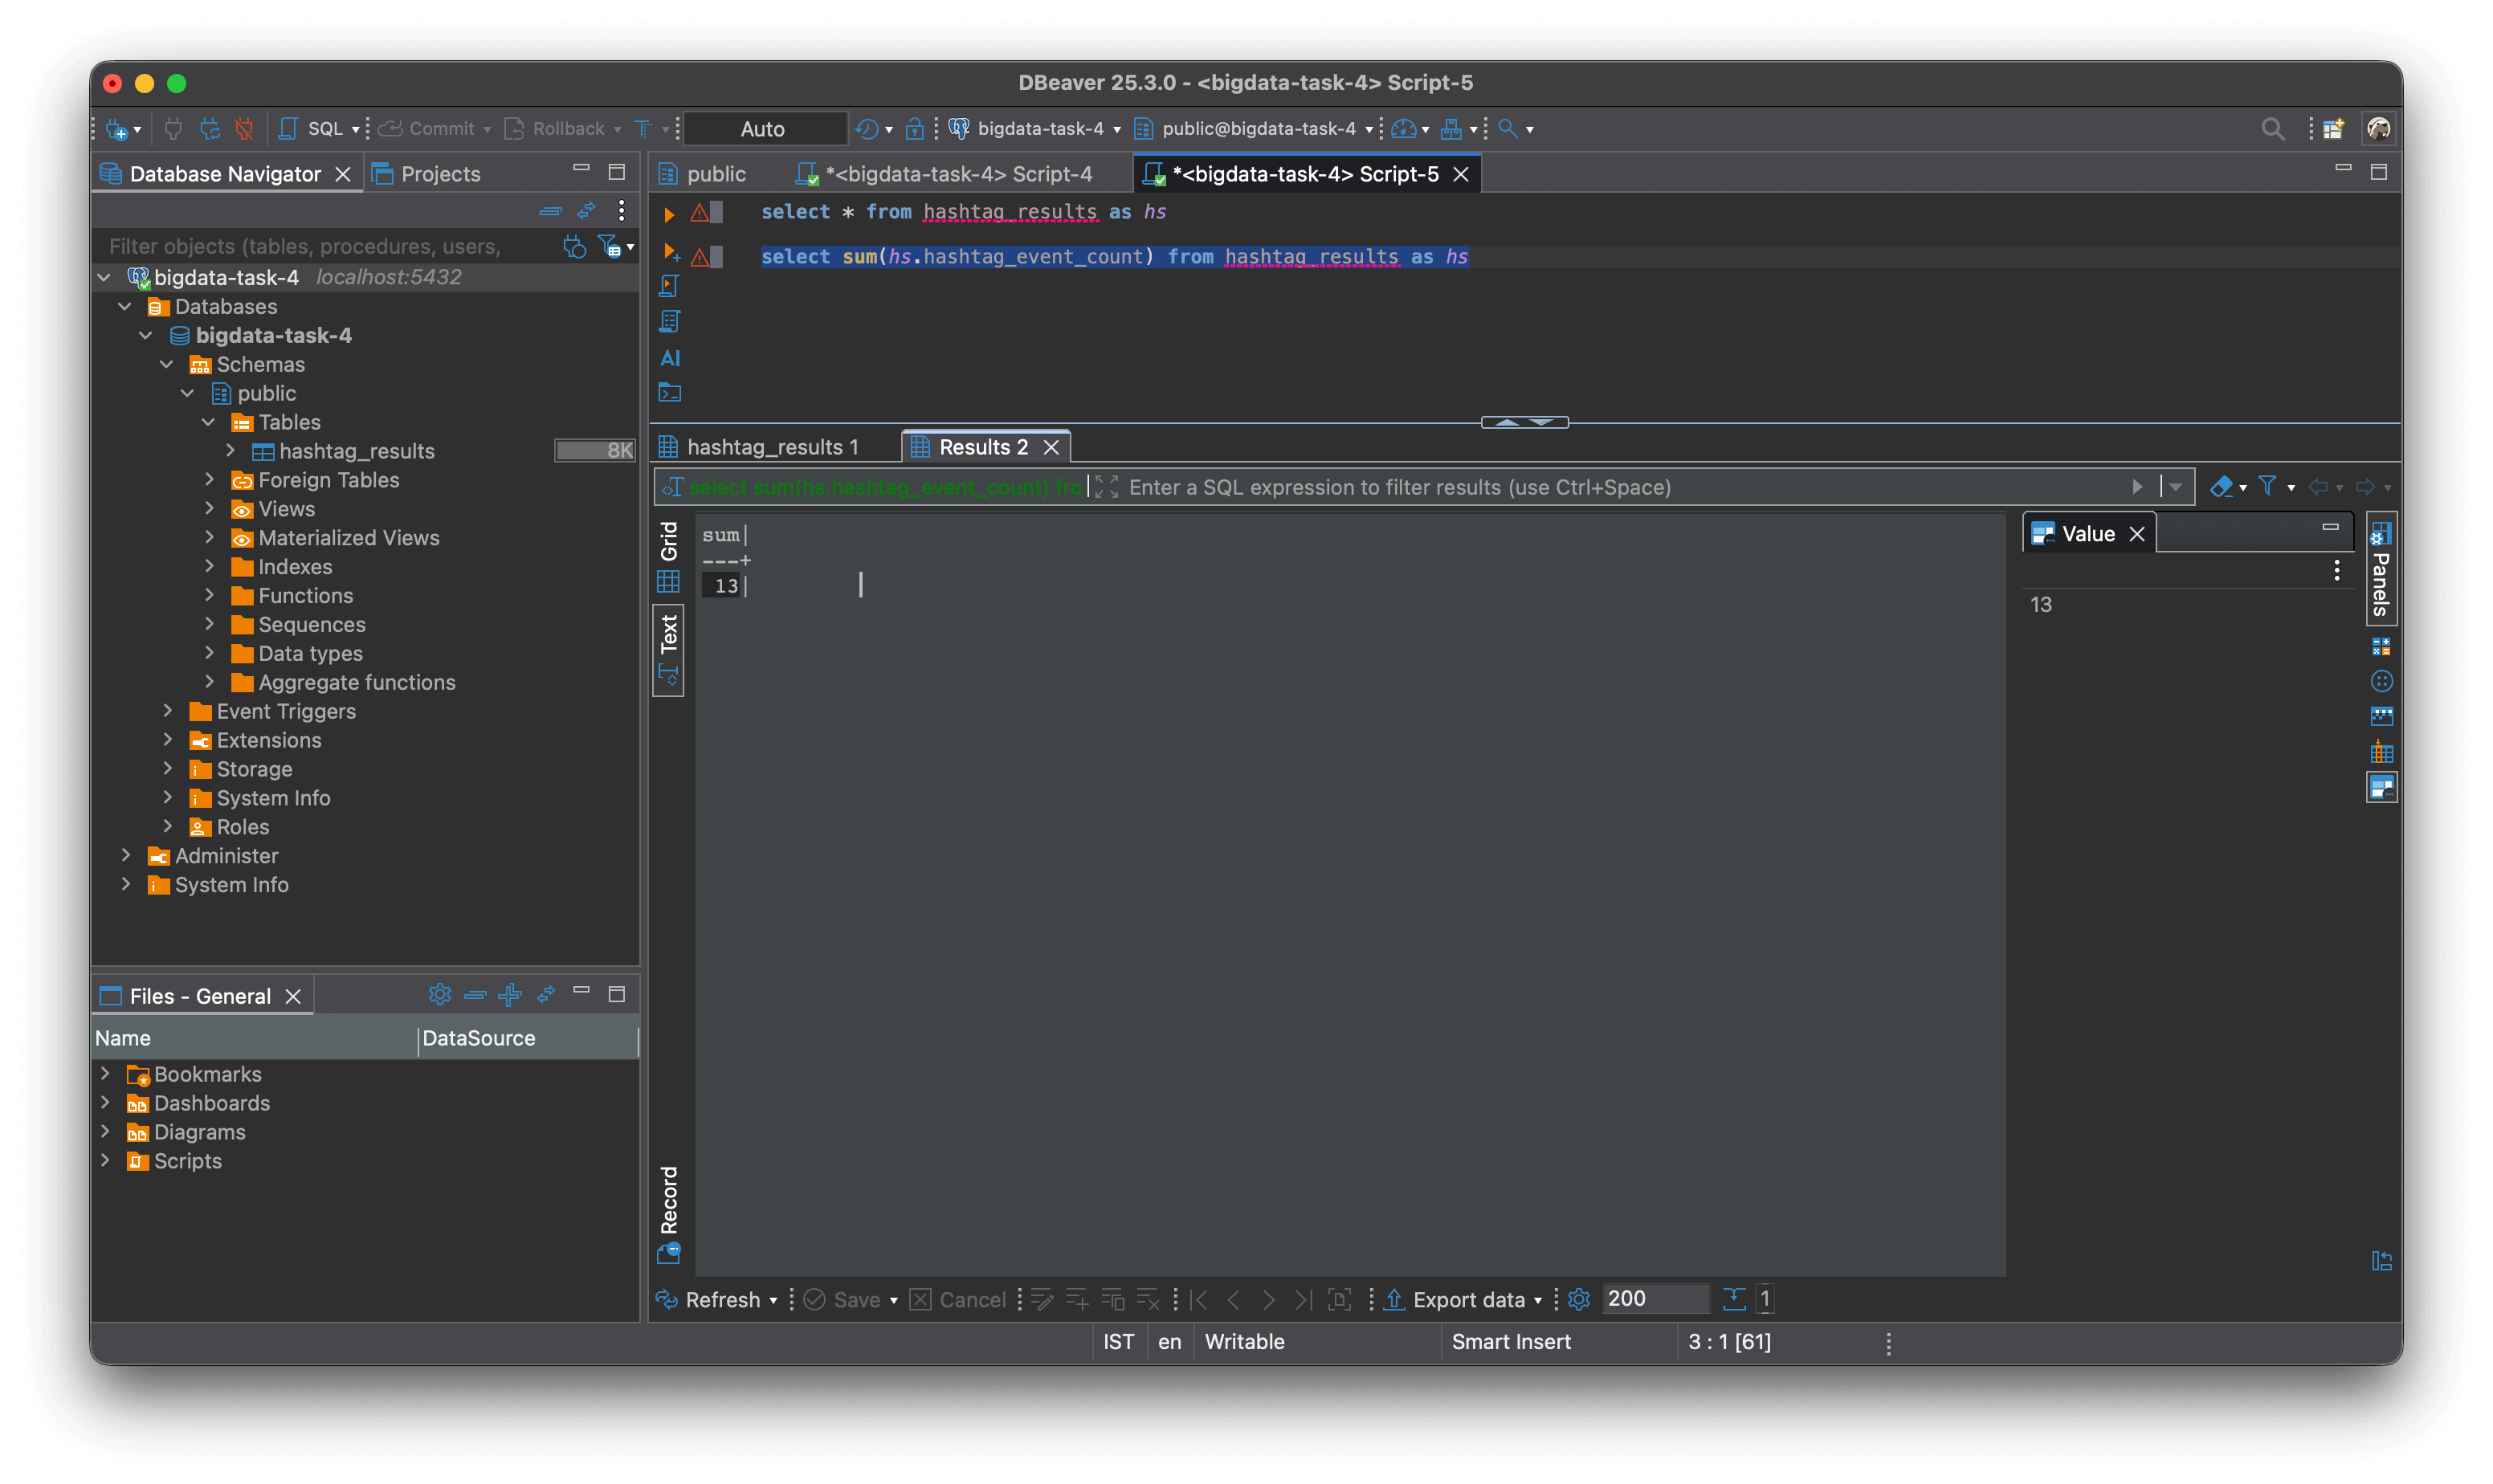 DBeaver 25.3.0 - <bigdata-task-4> Script-5
SQL Commit Rollback Auto bigdata-task-4 public@bigdata-task-4
Database Navigator Projects
Filter objects (tables, procedures, users,
bigdata-task-4 localhost:5432
Databases
bigdata-task-4
Schemas
public
Tables
hashtag_results 8K
Foreign Tables
Views
Materialized Views
Indexes
Functions
Sequences
Data types
Aggregate functions
Event Triggers
Extensions
Storage
System Info
Roles
Administer
System Info
Files - General
Name DataSource
Bookmarks
Dashboards
Diagrams
Scripts
public *<bigdata-task-4> Script-4 *<bigdata-task-4> Script-5
select * from hashtag_results as hs
select sum(hs.hashtag_event_count) from hashtag_results as hs
AI
hashtag_results 1 Results 2
select sum(hs.hashtag_event_count) fro Enter a SQL expression to filter results (use Ctrl+Space)
Grid
Text
Record
sum|
---+
13|
Value
13
Panels
Refresh Save Cancel Export data 200 1
IST en Writable Smart Insert 3 : 1 [61]